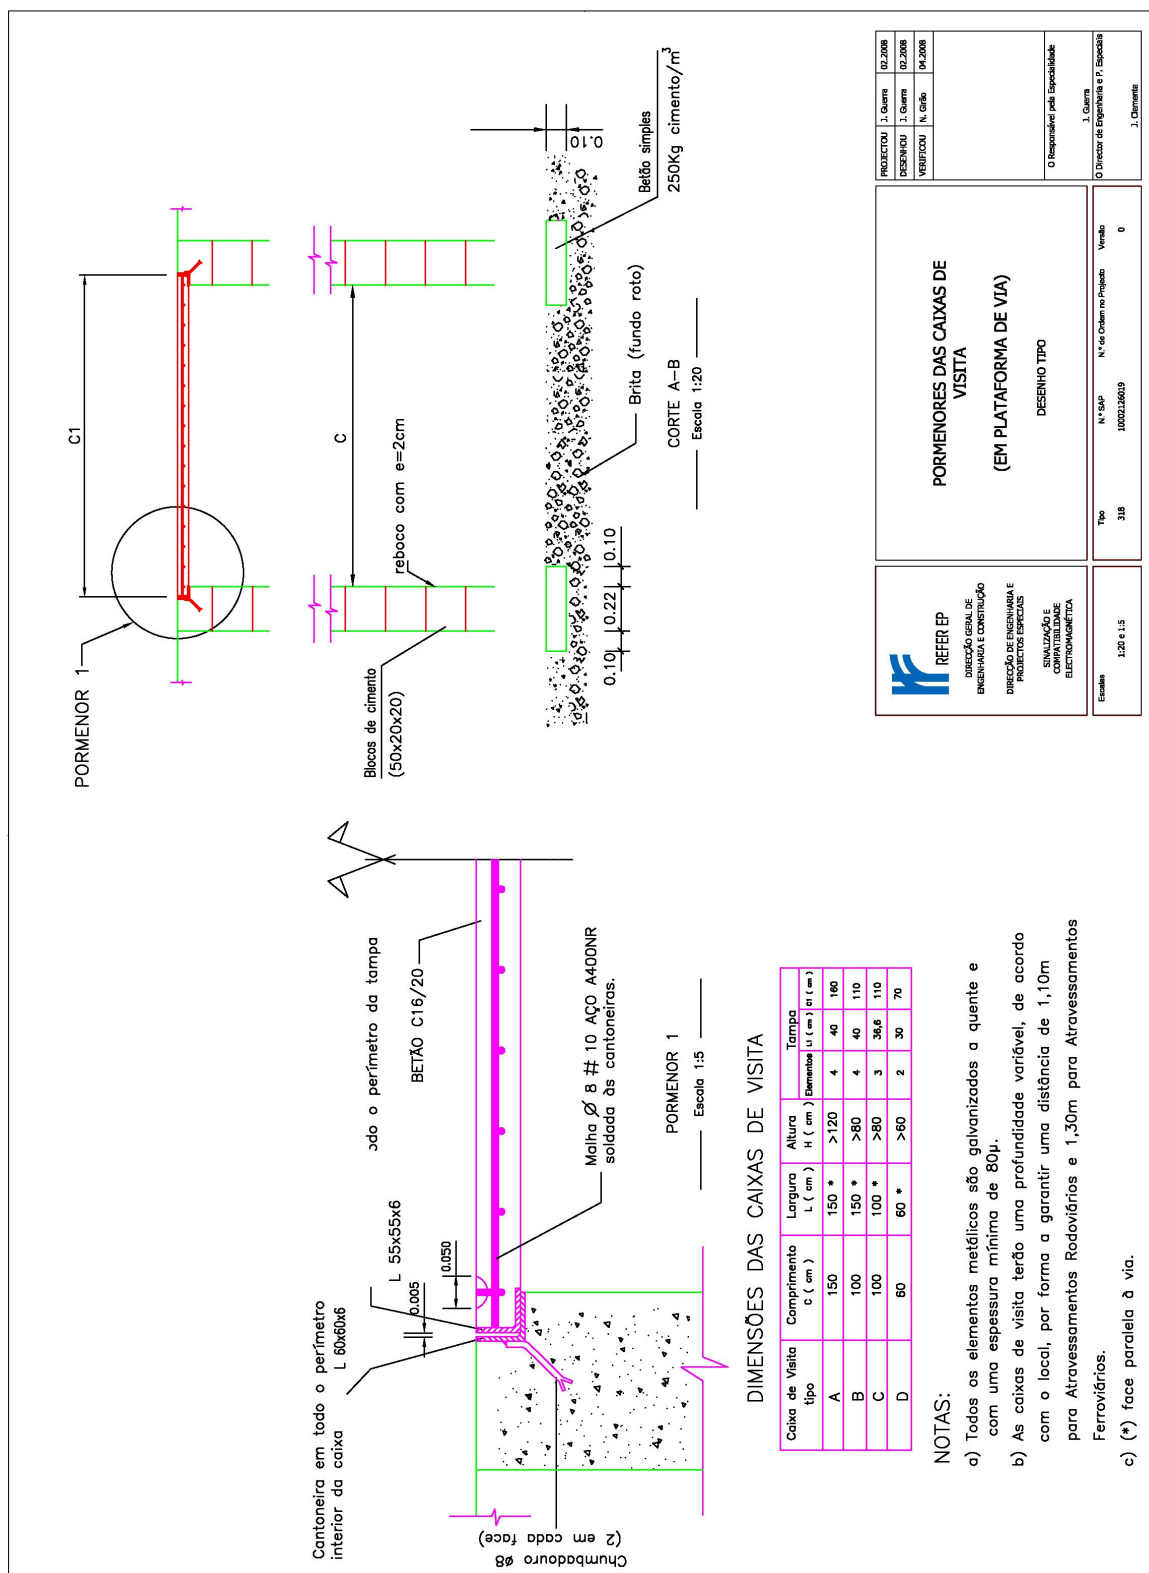 Cantoneira em todo o perímetro
interior da caixa
L 60x60x6
L 55x55x6
odo o perímetro da tampa
BETÃO C16/20
0.005
0.050
Malha Ø 8 # 10 AÇO A400NR
soldada às cantoneiras.
Chumbadouro ø8
(2 em cada face)
PORMENOR 1
Escala 1:5
PORMENOR 1
C1
C
reboco com e=2cm
Blocos de cimento
(50x20x20)
0.10
0.22
0.10
Brita (fundo roto)
0.10
Betão simples
250Kg cimento/m³
CORTE A-B
Escala 1:20
DIMENSÕES DAS CAIXAS DE VISITA
Caixa de Visita tipo Comprimento C ( cm ) Largura L ( cm ) Altura H ( cm ) Tampa
Elementos L1 ( cm ) C1 ( cm )
A 150 150 * >120 4 40 160
B 100 150 * >80 4 40 110
C 100 100 * >80 3 36,6 110
D 60 60 * >60 2 30 70
NOTAS:
a) Todos os elementos metálicos são galvanizados a quente e
com uma espessura mínima de 80µ.
b) As caixas de visita terão uma profundidade variável, de acordo
com o local, por forma a garantir uma distância de 1,10m
para Atravessamentos Rodoviários e 1,30m para Atravessamentos
Ferroviários.
c) (*) face paralela à via.
REFER EP
DIRECÇÃO GERAL DE
ENGENHARIA E CONSTRUÇÃO
DIRECÇÃO DE ENGENHARIA E
PROJECTOS ESPECIAIS
SINALIZAÇÃO E
COMPATIBILIDADE
ELECTROMAGNÉTICA
Escalas
1:20 e 1:5
PORMENORES DAS CAIXAS DE
VISITA
(EM PLATAFORMA DE VIA)
DESENHO TIPO
Tipo N.º SAP N.º de Ordem no Projecto Versão
318 10002126019 0
PROJECTOU J. Guerra 02.2008
DESENHOU J. Guerra 02.2008
VERIFICOU N. Girão 04.2008
O Responsável pela Especialidade
J. Guerra
O Director de Engenharia e P. Especiais
J. Clemente